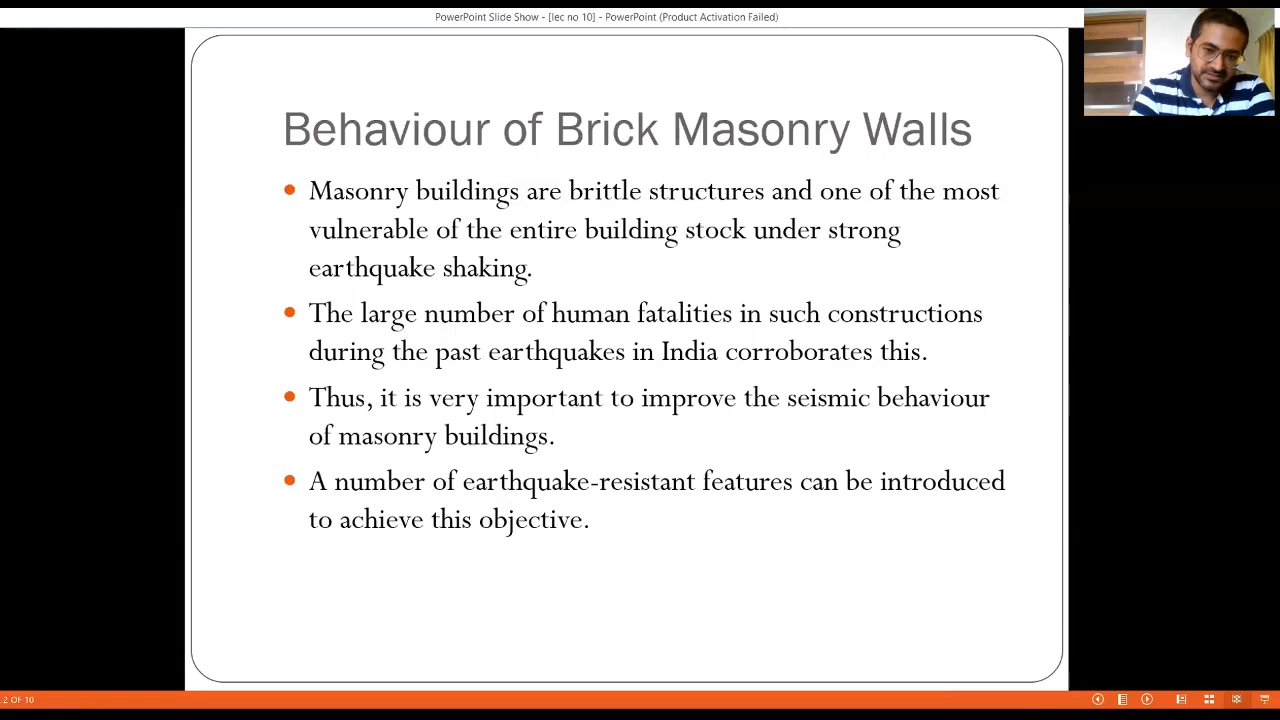 PowerPoint Slide Show - [lec no 10] - PowerPoint (Product Activation Failed)
Behaviour of Brick Masonry Walls
• Masonry buildings are brittle structures and one of the most
vulnerable of the entire building stock under strong
earthquake shaking.
• The large number of human fatalities in such constructions
during the past earthquakes in India corroborates this.
• Thus, it is very important to improve the seismic behaviour
of masonry buildings.
• A number of earthquake-resistant features can be introduced
to achieve this objective.
2 OF 10